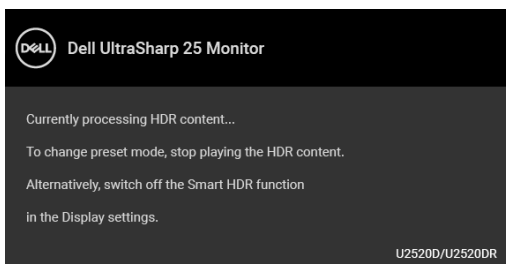 DELL Dell UltraSharp 25 Monitor
Currently processing HDR content...
To change preset mode, stop playing the HDR content.
Alternatively, switch off the Smart HDR function
in the Display settings.
U2520D/U2520DR